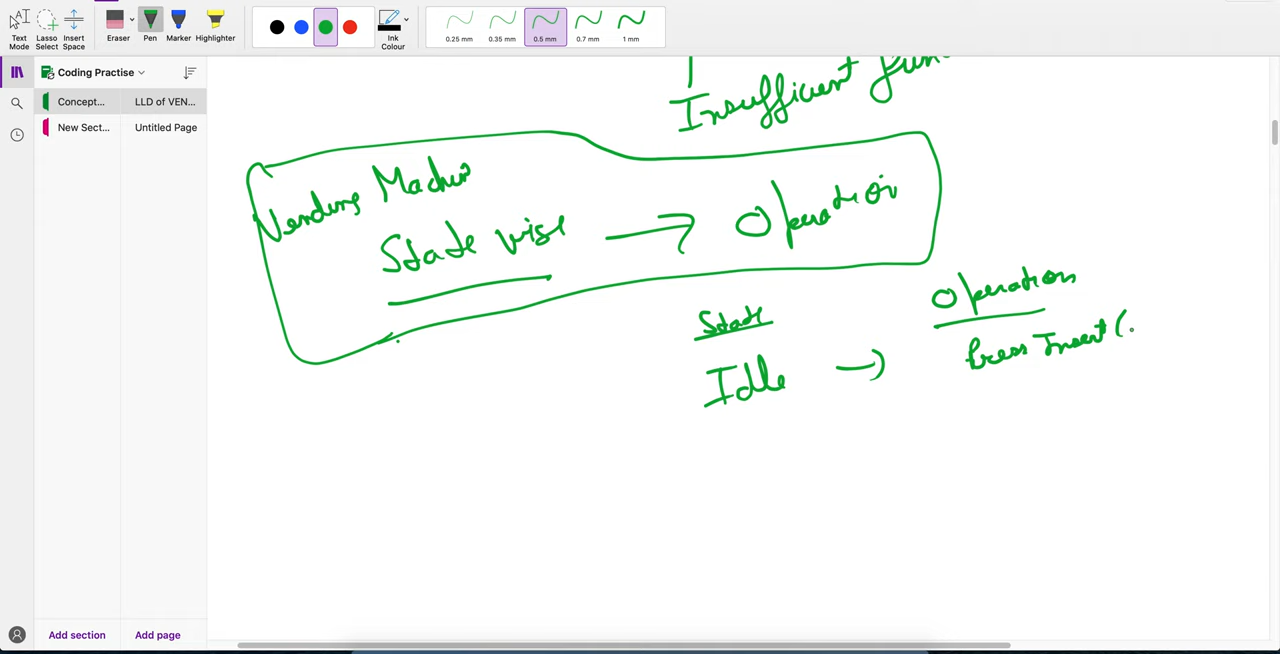 Text Mode
Lasso Select
Insert Space
Eraser
Pen
Marker
Highlighter
Ink Colour
0.25 mm
0.35 mm
0.5 mm
0.7 mm
1 mm
Coding Practise
Concept...
LLD of VEN...
New Sect...
Untitled Page
Insufficient fun
Vending Machin
State wise → Operation
State
Operation
Idle →
Press Insert (
Add section
Add page